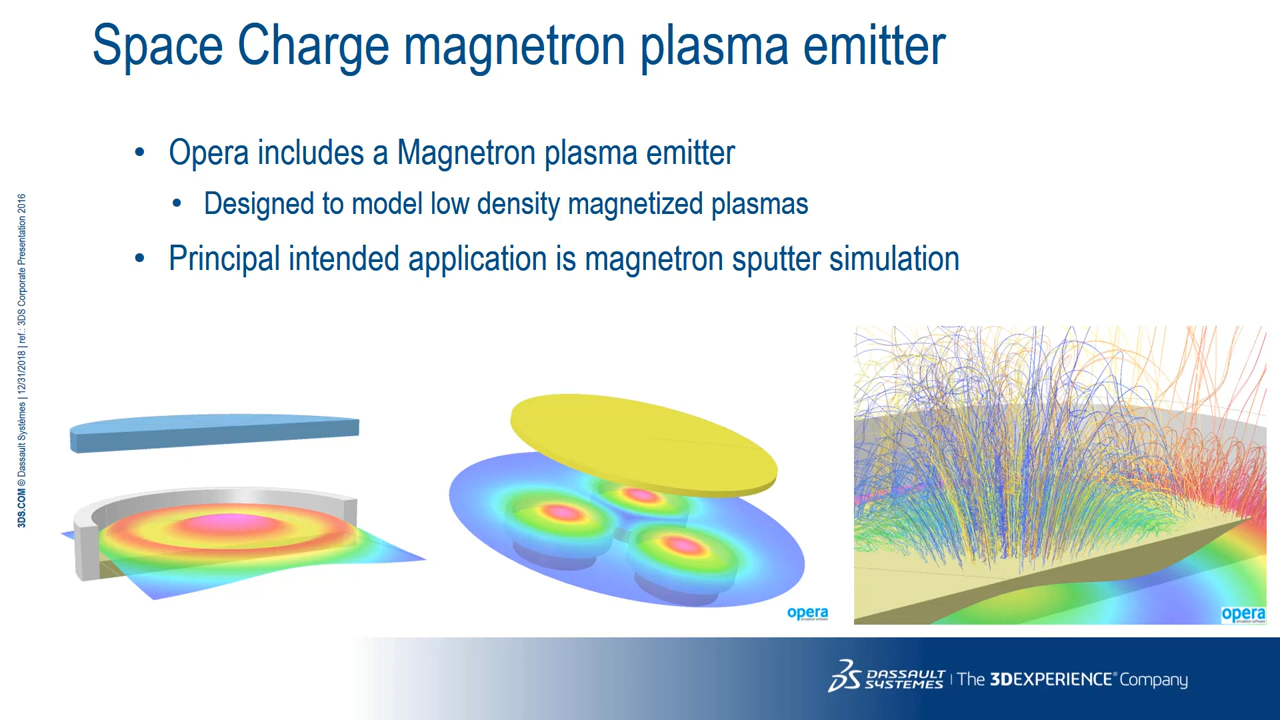 Space Charge magnetron plasma emitter
• Opera includes a Magnetron plasma emitter
• Designed to model low density magnetized plasmas
• Principal intended application is magnetron sputter simulation
3DS.COM © Dassault Systèmes | 12/31/2018 | ref.: 3DS Corporate Presentation 2016
opera
opera
DASSAULT
SYSTEMES
| The 3DEXPERIENCE® Company